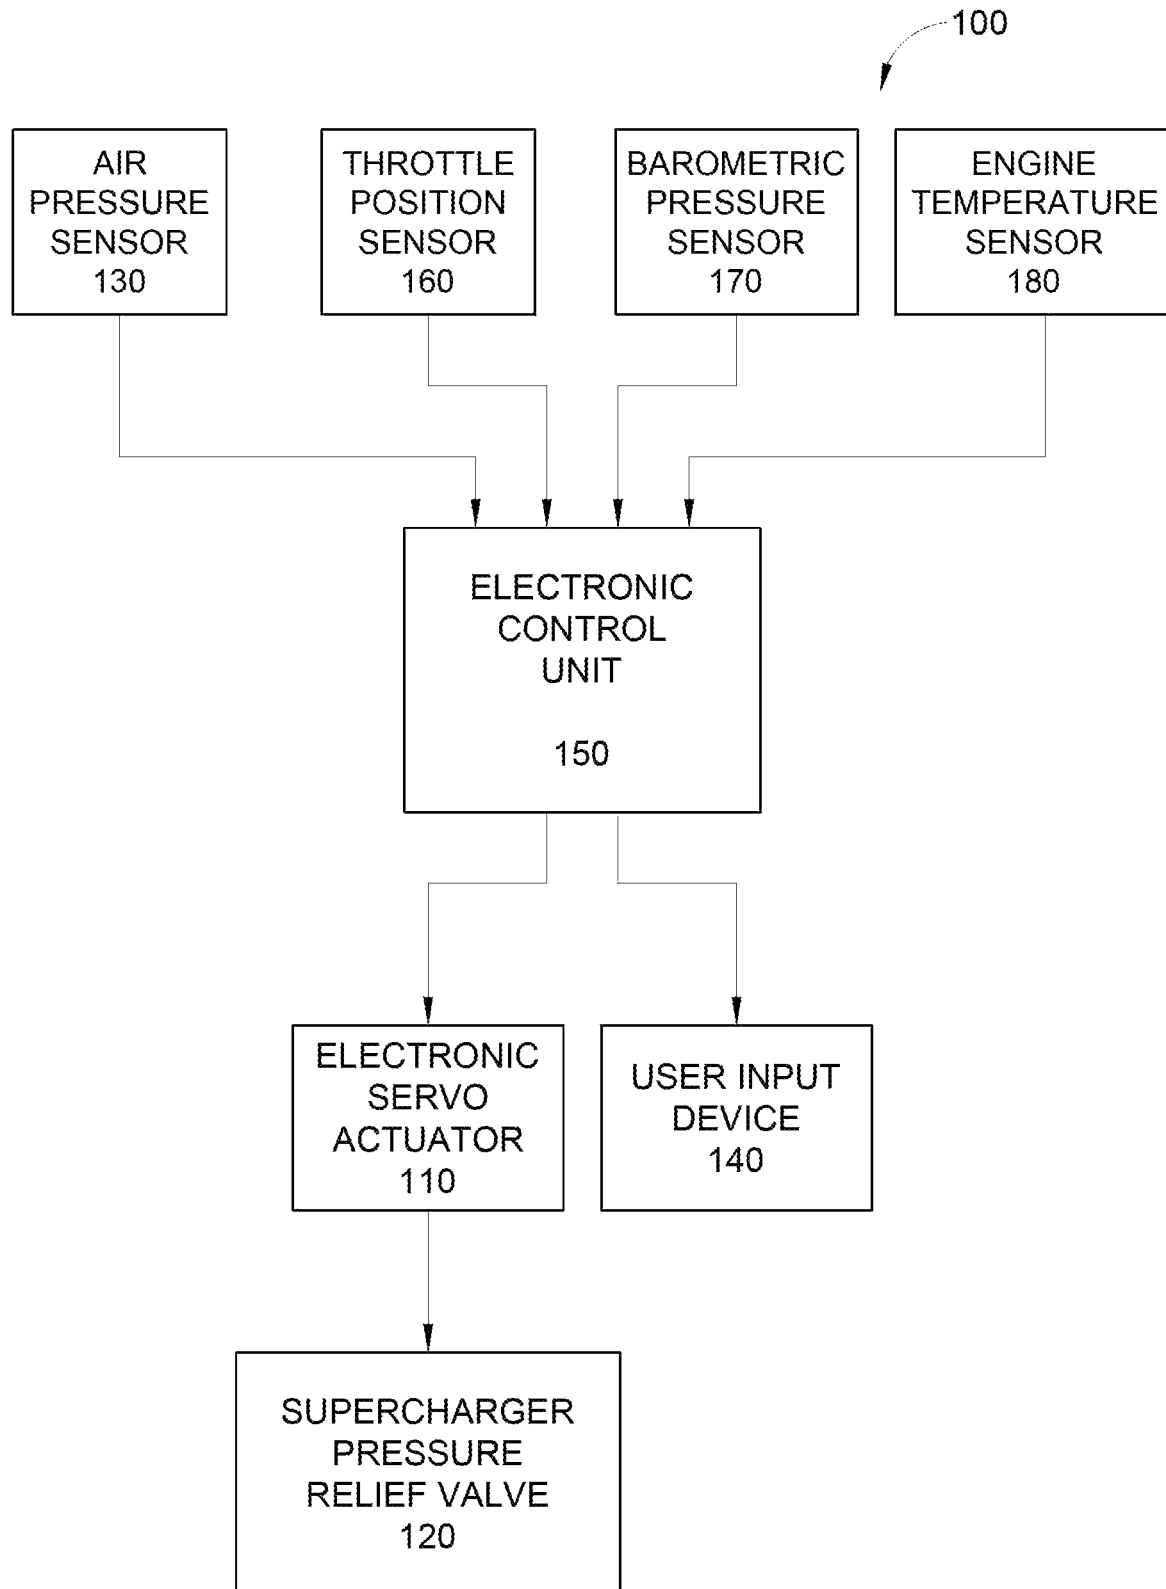 100
AIR
PRESSURE
SENSOR
130
THROTTLE
POSITION
SENSOR
160
BAROMETRIC
PRESSURE
SENSOR
170
ENGINE
TEMPERATURE
SENSOR
180
ELECTRONIC
CONTROL
UNIT
150
ELECTRONIC
SERVO
ACTUATOR
110
USER INPUT
DEVICE
140
SUPERCHARGER
PRESSURE
RELIEF VALVE
120